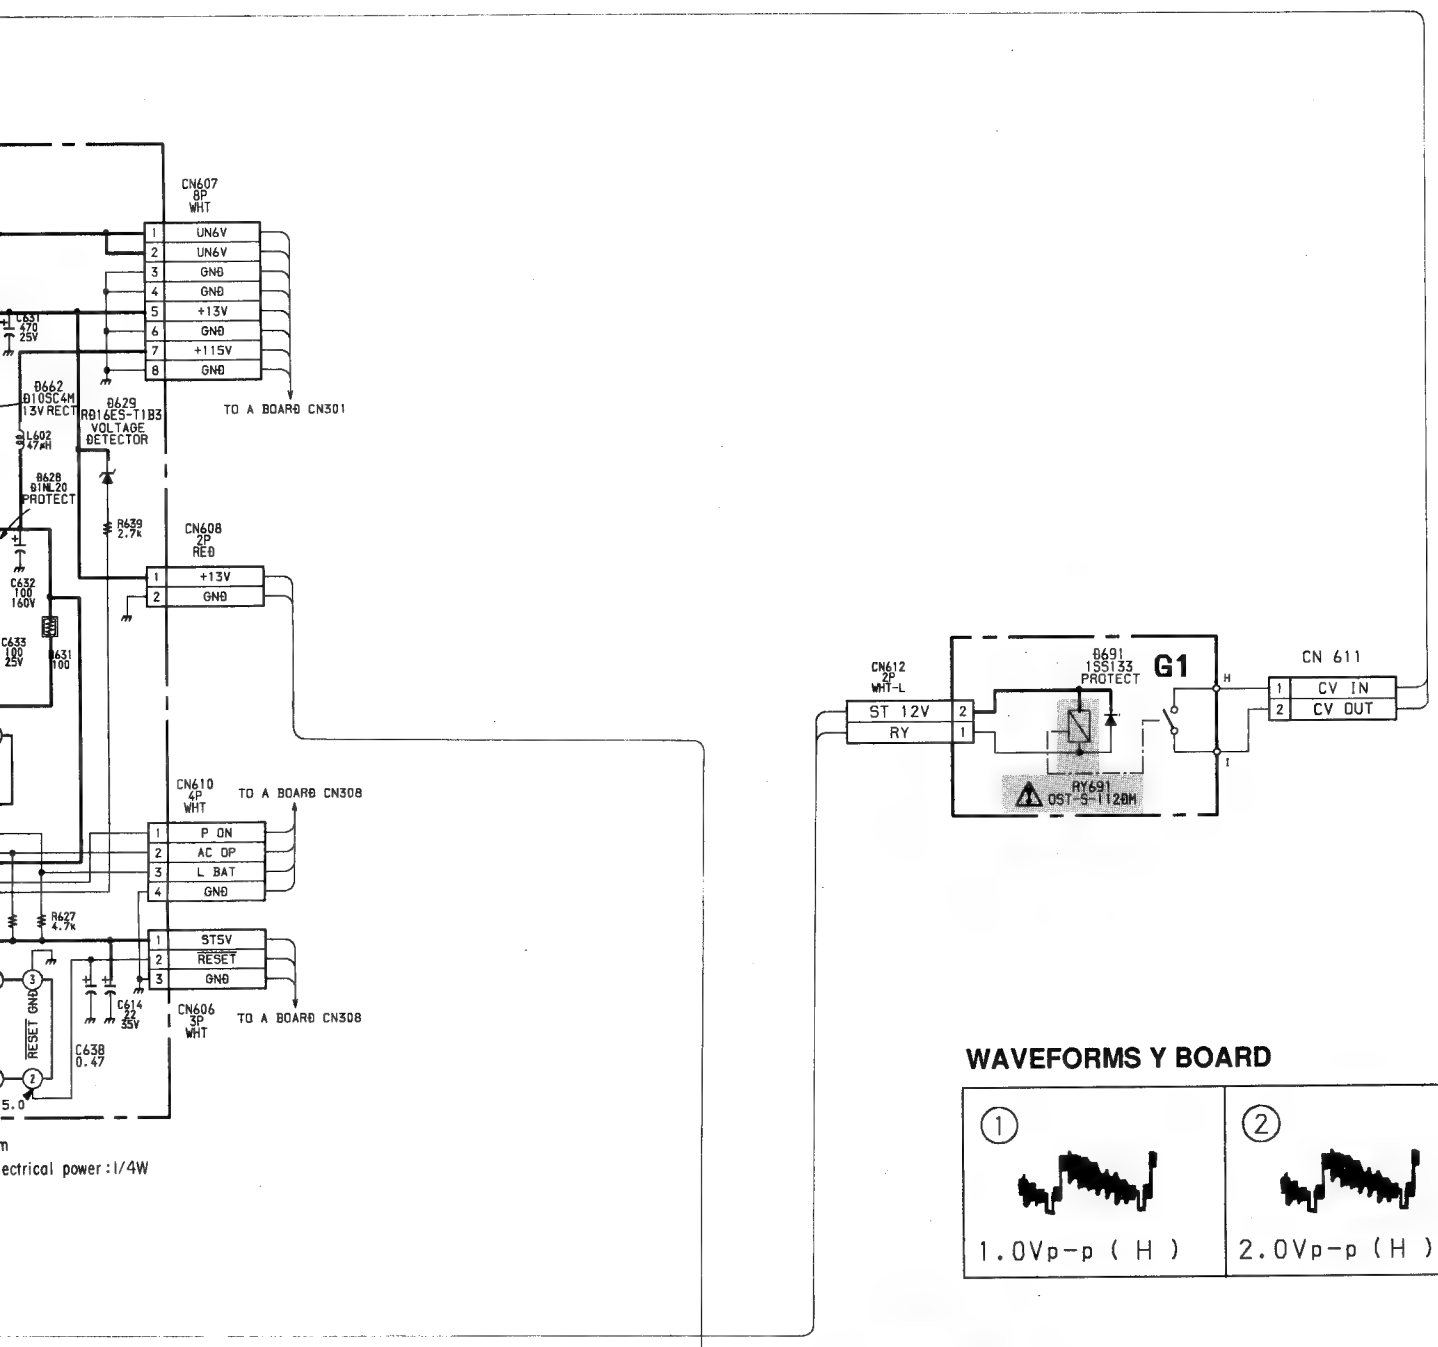 CN607
8P
WHT
1 UN6V
2 UN6V
3 GND
4 GND
5 +13V
6 GND
7 +115V
8 GND
TO A BOARD CN301
C631
470
25V
D662
D10SC4M
13V RECT
D629
RD16ES-T1B3
VOLTAGE
DETECTOR
L602
47μH
D628
D1NL20
PROTECT
R639
2.7k
CN608
2P
RED
1 +13V
2 GND
C632
100
160V
C633
100
25V
R631
100
CN610
4P
WHT
TO A BOARD CN308
1 P ON
2 AC OP
3 L BAT
4 GND
R627
4.7k
1 ST5V
2 RESET
3 GND
CN606
3P
WHT
TO A BOARD CN308
3
RESET GND
2
5.0
C614
22
35V
C638
0.47
m
ectrical power:1/4W
CN612
2P
WHT-L
ST 12V 2
RY 1
D691
1SS133
PROTECT
G1
RY691
OST-S-112DM
H
I
CN 611
1 CV IN
2 CV OUT
WAVEFORMS Y BOARD
1
1.0Vp-p ( H )
2
2.0Vp-p ( H )